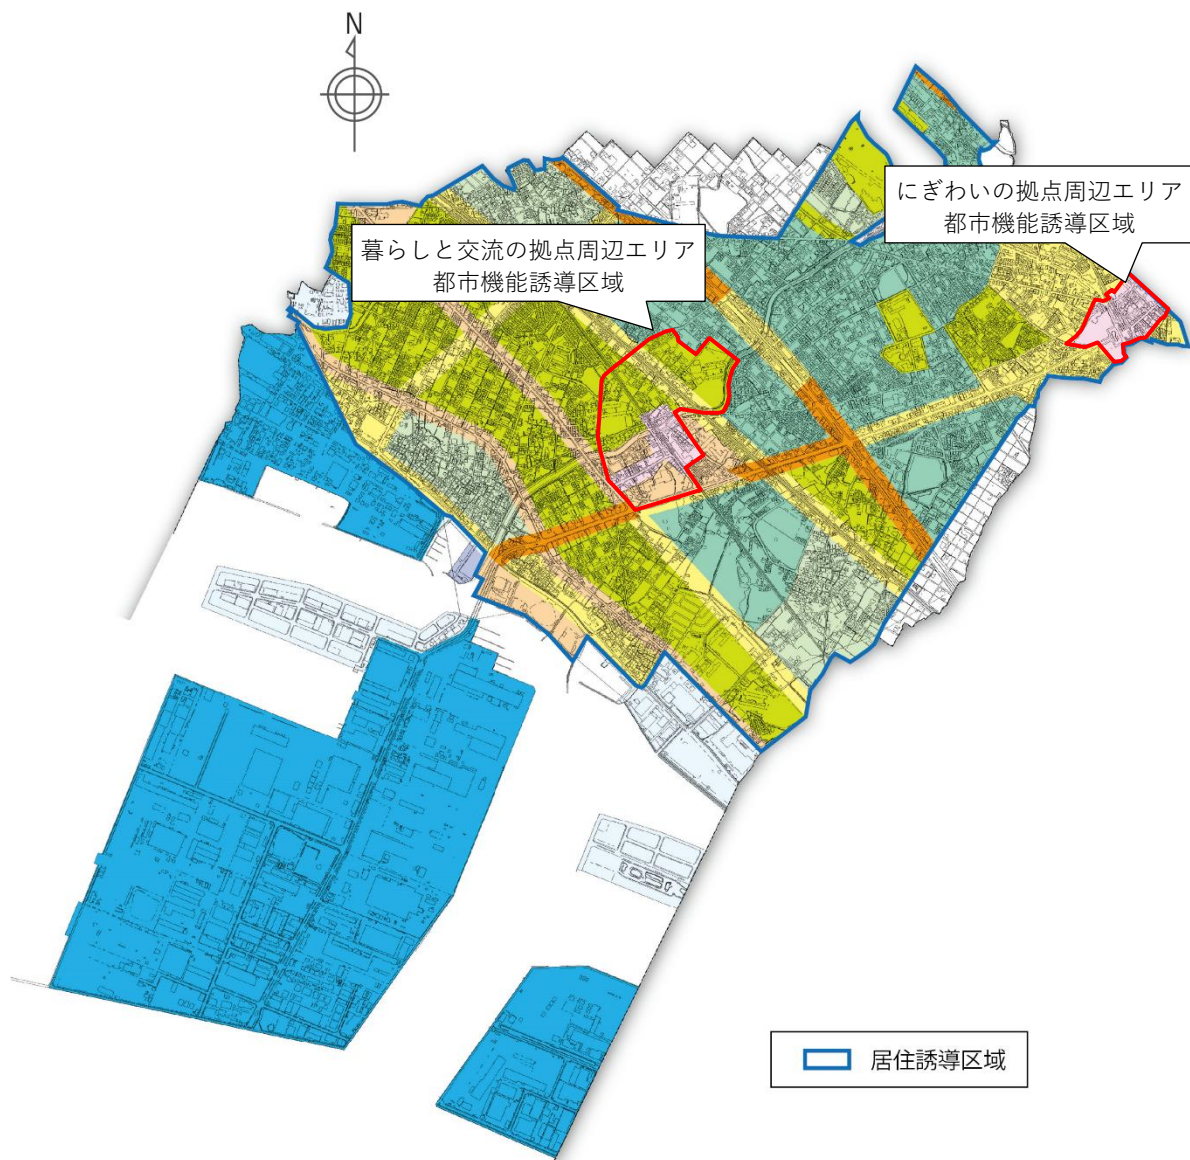 N
にぎわいの拠点周辺エリア
都市機能誘導区域
暮らしと交流の拠点周辺エリア
都市機能誘導区域
居住誘導区域